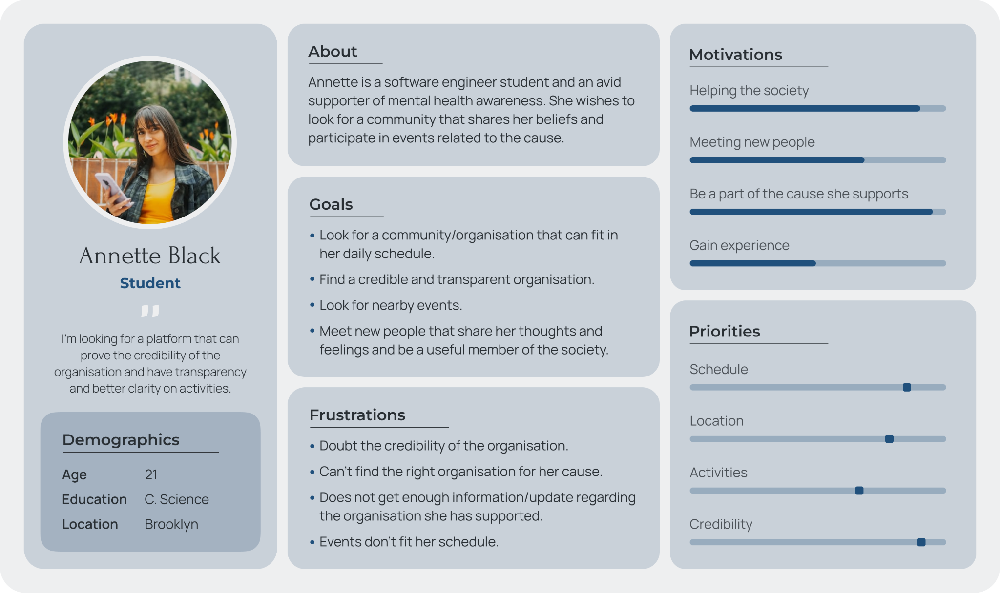 Annette Black
Student
"
I'm looking for a platform that can
prove the credibility of the
organisation and have transparency
and better clarity on activities.
Demographics
Age 21
Education C. Science
Location Brooklyn
About
Annette is a software engineer student and an avid
supporter of mental health awareness. She wishes to
look for a community that shares her beliefs and
participate in events related to the cause.
Goals
• Look for a community/organisation that can fit in
her daily schedule.
• Find a credible and transparent organisation.
• Look for nearby events.
• Meet new people that share her thoughts and
feelings and be a useful member of the society.
Frustrations
• Doubt the credibility of the organisation.
• Can't find the right organisation for her cause.
• Does not get enough information/update regarding
the organisation she has supported.
• Events don't fit her schedule.
Motivations
Helping the society
Meeting new people
Be a part of the cause she supports
Gain experience
Priorities
Schedule
Location
Activities
Credibility